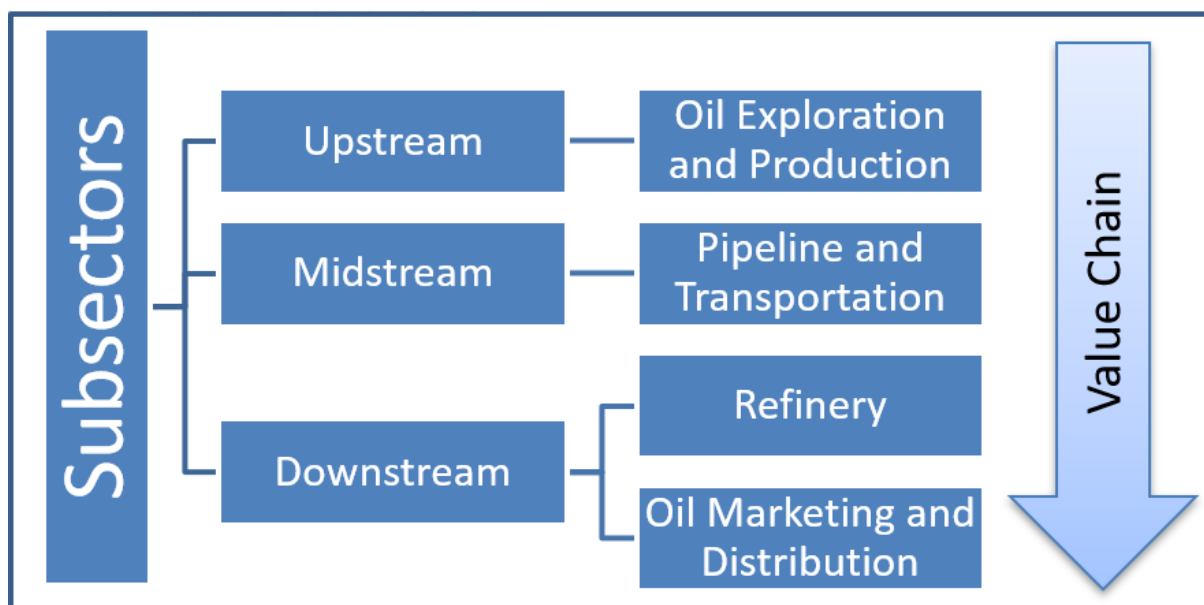 Subsectors
Upstream
Oil Exploration
and Production
Midstream
Pipeline and
Transportation
Downstream
Refinery
Oil Marketing and
Distribution
Value Chain